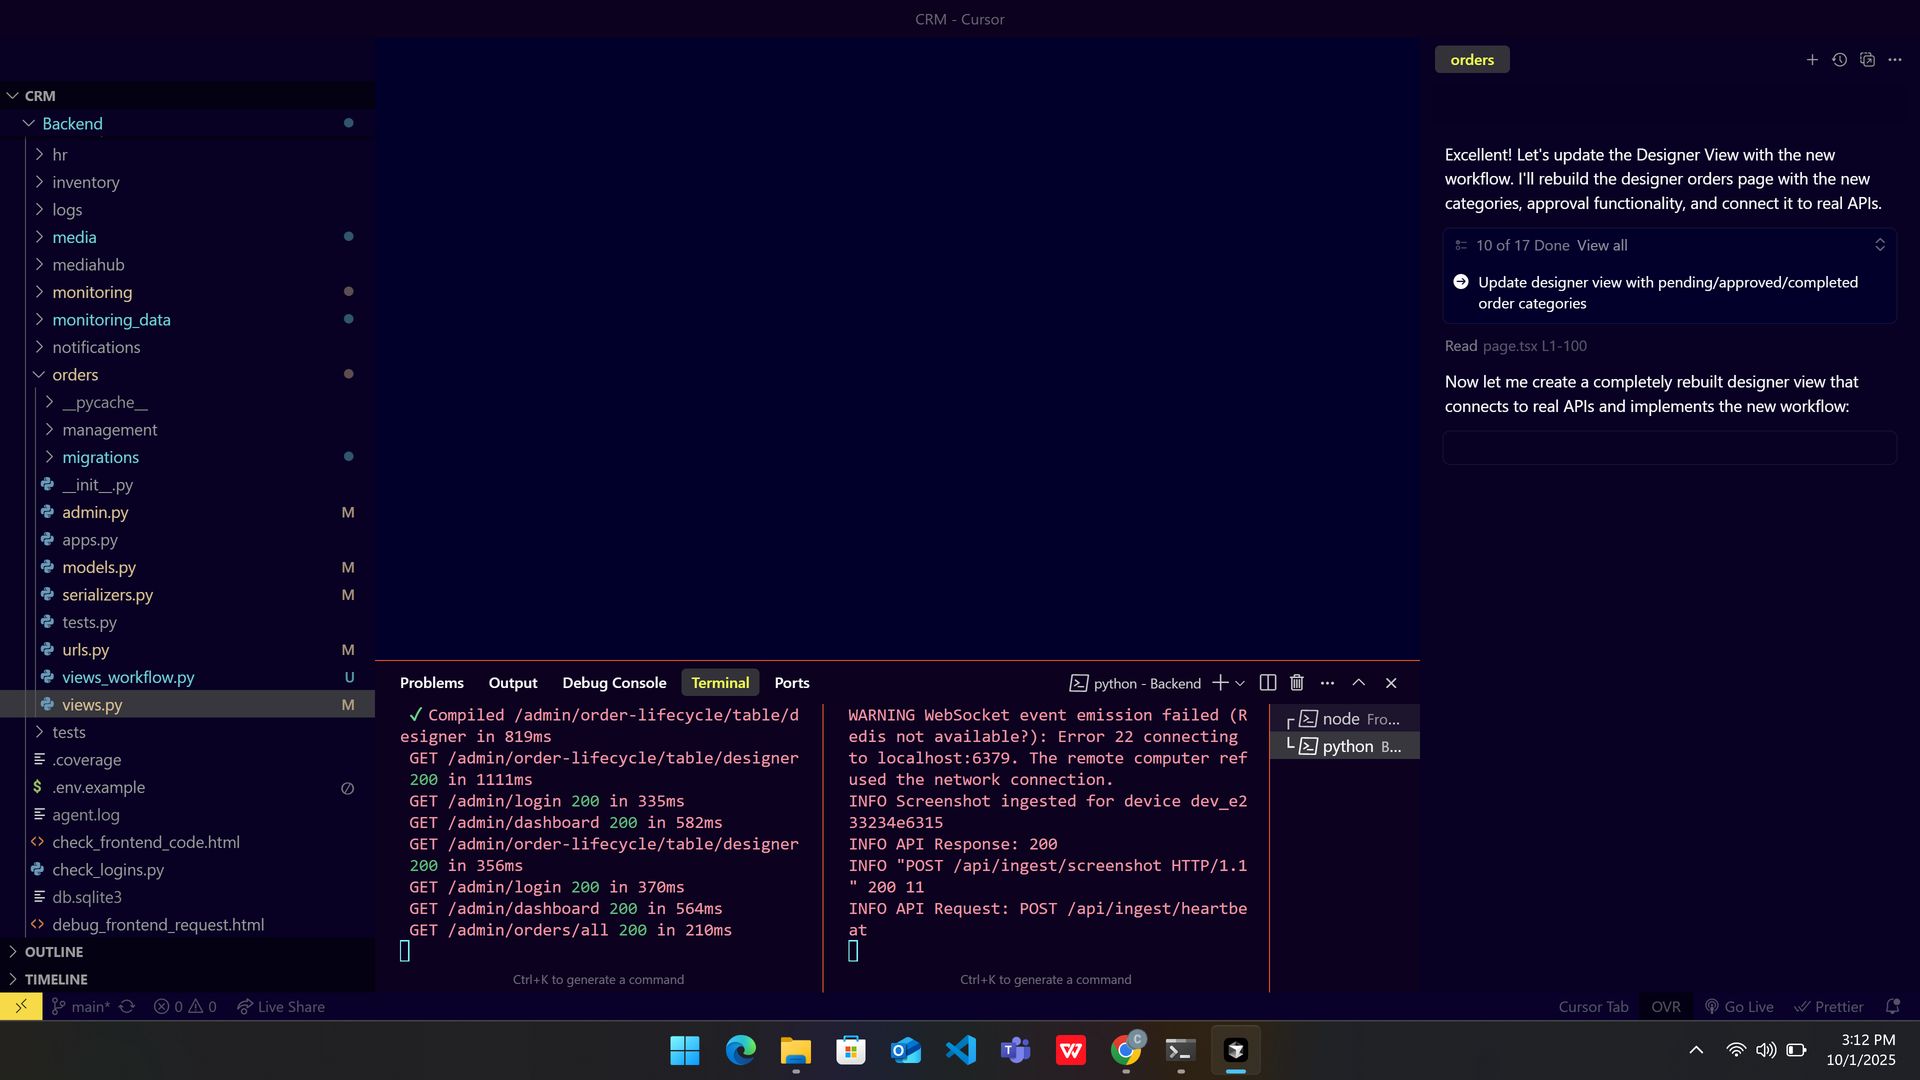 CRM - Cursor
CRM
Backend
hr
inventory
logs
media
mediahub
monitoring
monitoring_data
notifications
orders
__pycache__
management
migrations
__init__.py
admin.py M
apps.py
models.py M
serializers.py M
tests.py
urls.py M
views_workflow.py U
views.py M
tests
.coverage
$ .env.example
agent.log
check_frontend_code.html
check_logins.py
db.sqlite3
debug_frontend_request.html
OUTLINE
TIMELINE
Problems Output Debug Console Terminal Ports
python - Backend
✓ Compiled /admin/order-lifecycle/table/d
esigner in 819ms
GET /admin/order-lifecycle/table/designer
200 in 1111ms
GET /admin/login 200 in 335ms
GET /admin/dashboard 200 in 582ms
GET /admin/order-lifecycle/table/designer
200 in 356ms
GET /admin/login 200 in 370ms
GET /admin/dashboard 200 in 564ms
GET /admin/orders/all 200 in 210ms
Ctrl+K to generate a command
WARNING WebSocket event emission failed (R
edis not available?): Error 22 connecting
to localhost:6379. The remote computer ref
used the network connection.
INFO Screenshot ingested for device dev_e2
33234e6315
INFO API Response: 200
INFO "POST /api/ingest/screenshot HTTP/1.1
" 200 11
INFO API Request: POST /api/ingest/heartbe
at
Ctrl+K to generate a command
node Fro...
python B...
orders
Excellent! Let's update the Designer View with the new
workflow. I'll rebuild the designer orders page with the new
categories, approval functionality, and connect it to real APIs.
10 of 17 Done View all
Update designer view with pending/approved/completed
order categories
Read page.tsx L1-100
Now let me create a completely rebuilt designer view that
connects to real APIs and implements the new workflow:
main* 0 0 Live Share
Cursor Tab OVR Go Live Prettier
3:12 PM
10/1/2025